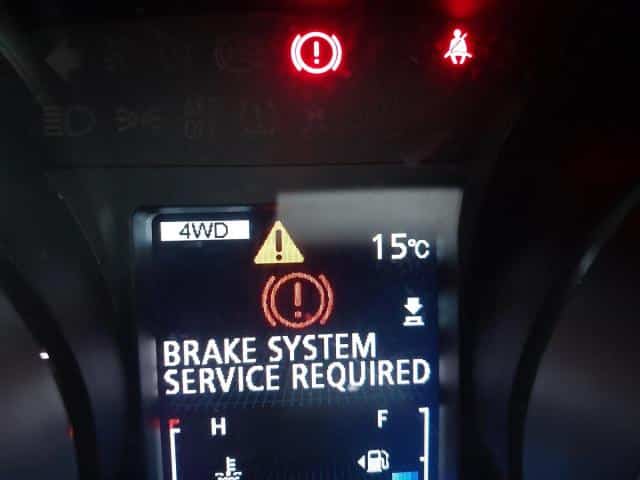 4WD
15°C
BRAKE SYSTEM
SERVICE REQUIRED
H F